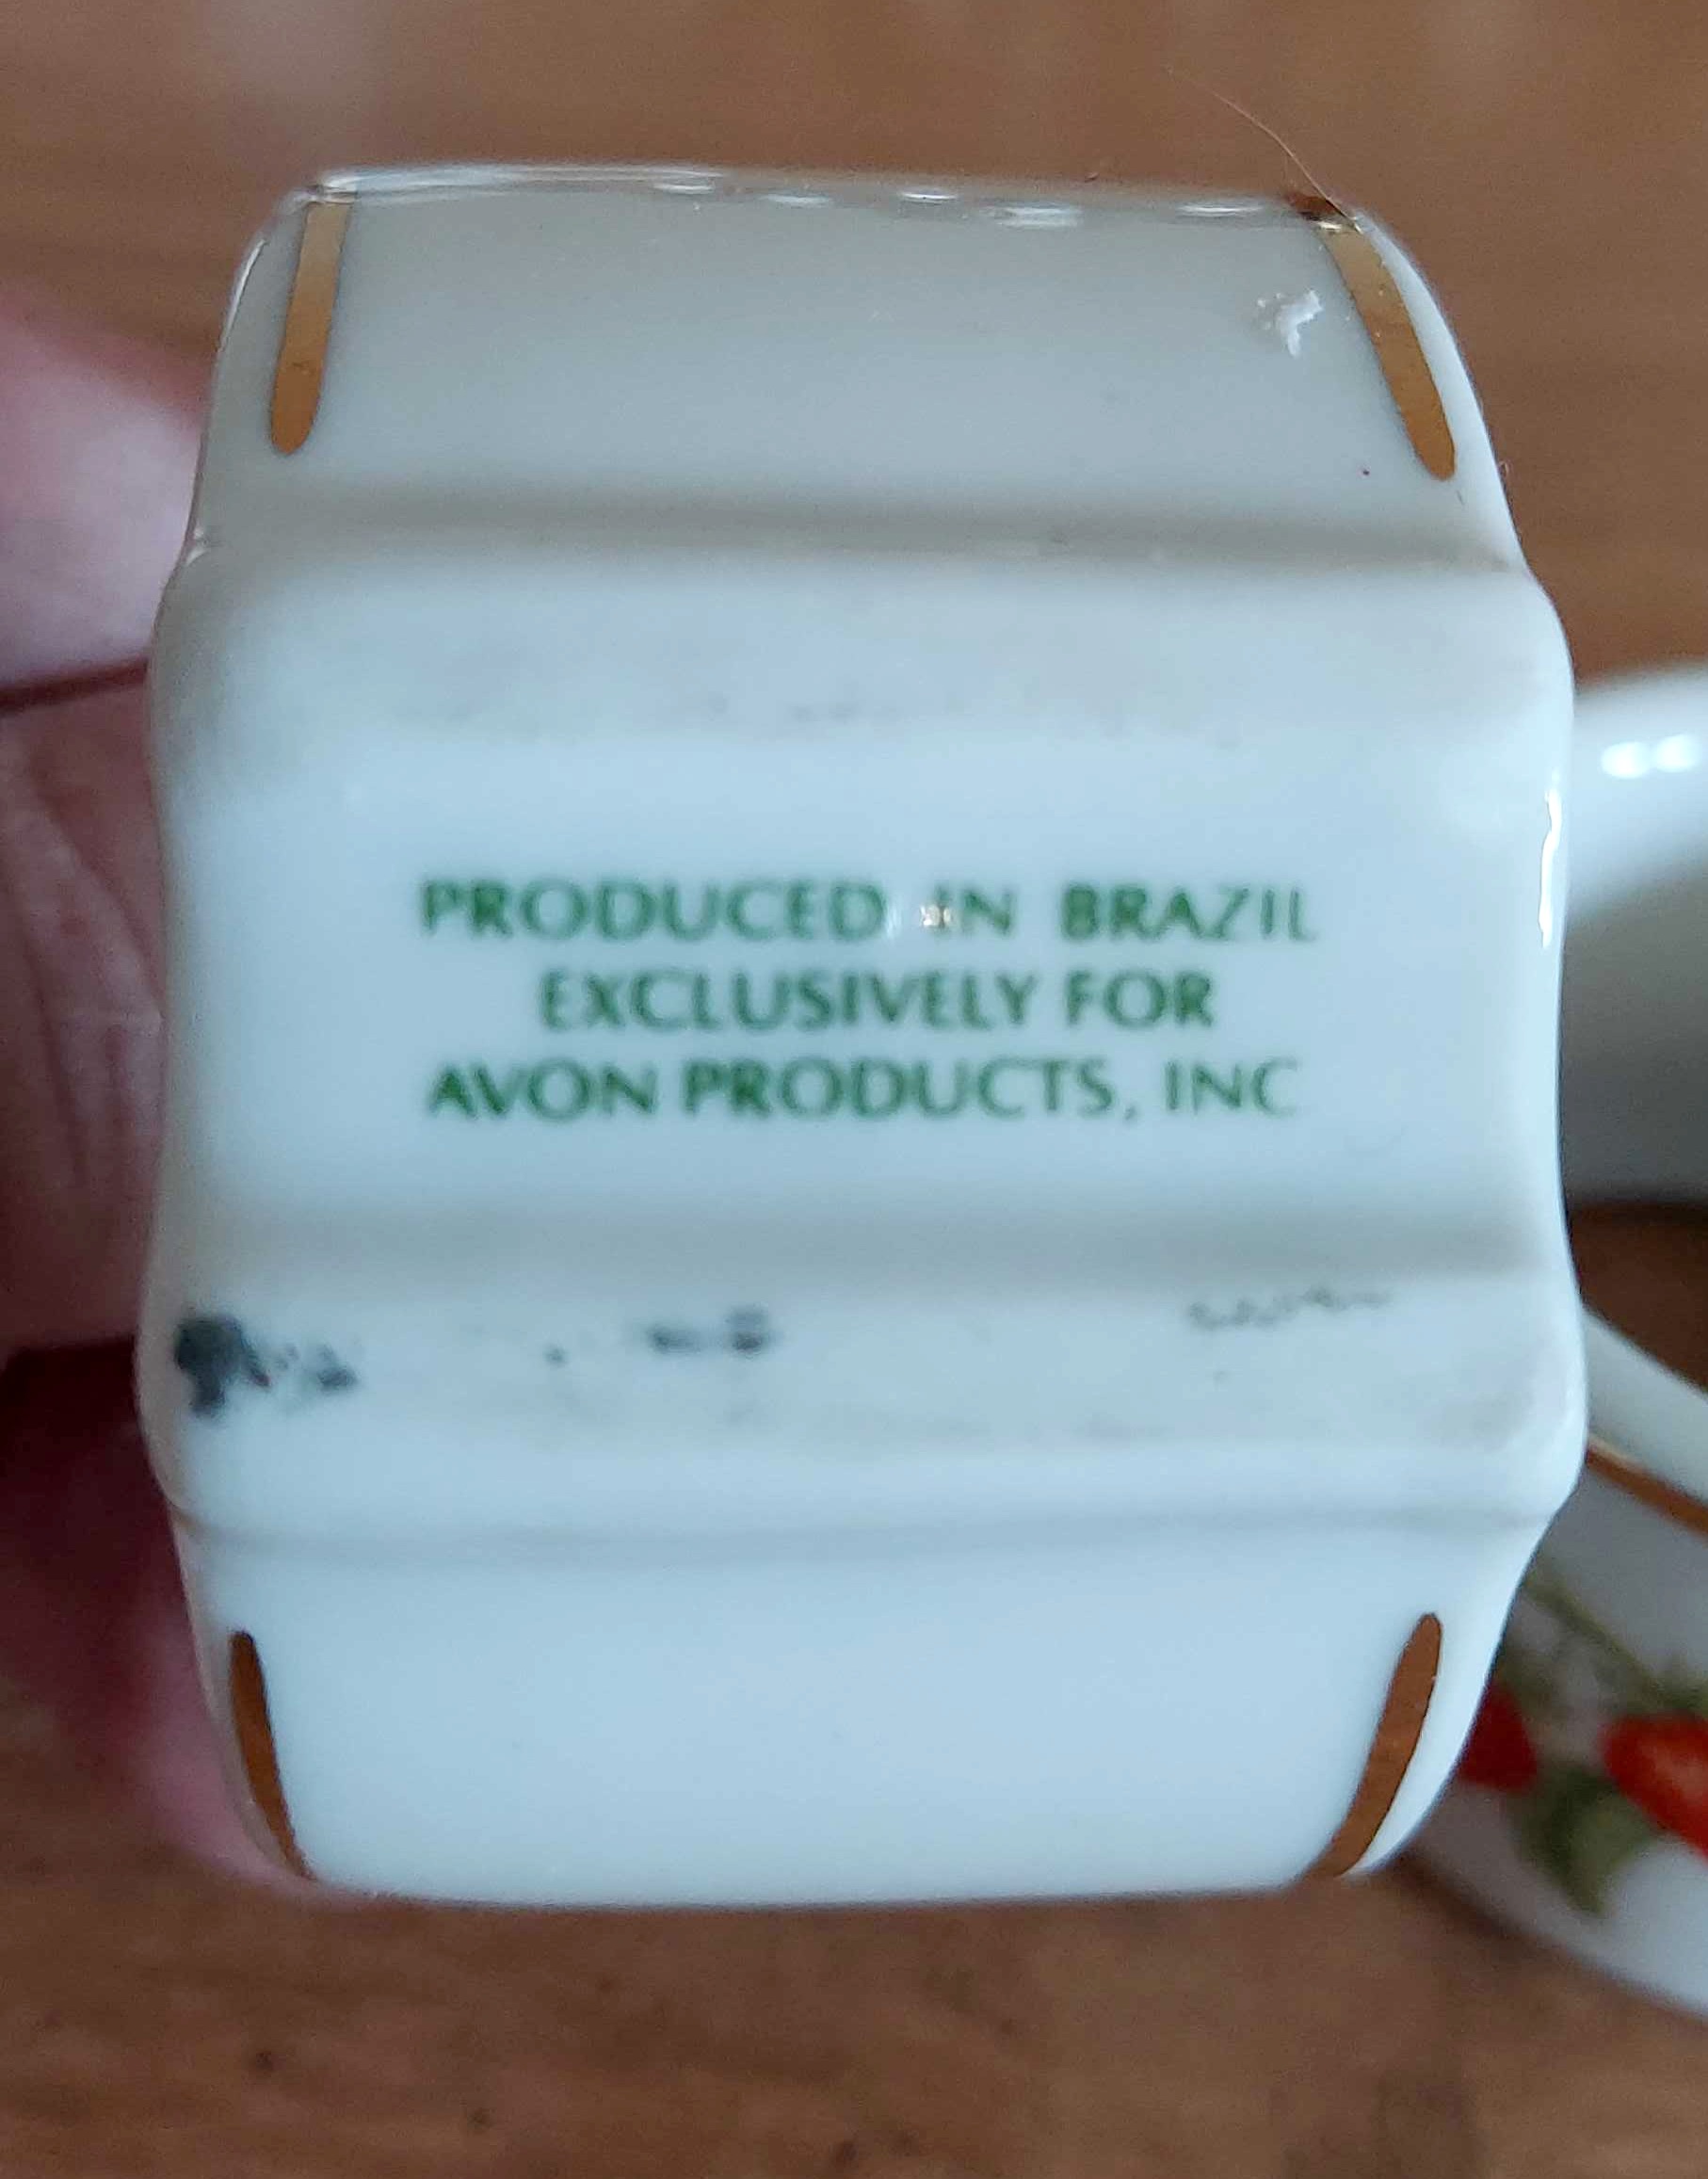 PRODUCED IN BRAZIL
EXCLUSIVELY FOR
AVON PRODUCTS, INC